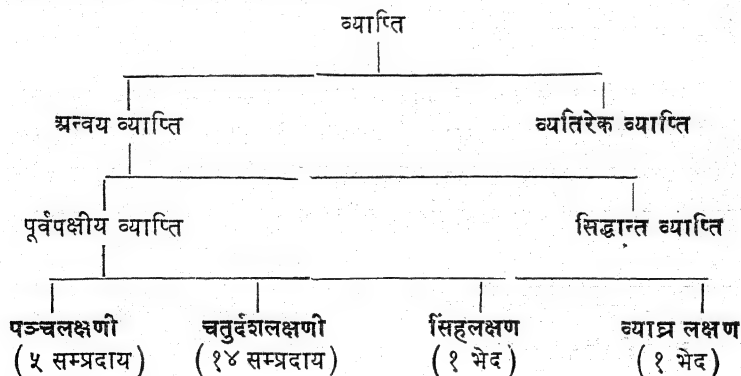 व्याप्ति
अन्वय व्याप्ति व्यतिरेक व्याप्ति
पूर्वपक्षीय व्याप्ति सिद्धान्त व्याप्ति
पञ्चलक्षणी चतुर्दशलक्षणी सिंहलक्षण व्याघ्र लक्षण
(५ सम्प्रदाय) (१४ सम्प्रदाय) (१ भेद) (१ भेद)